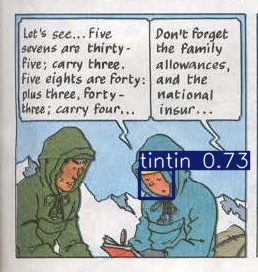 Let's see... Five
sevens are thirty-
five; carry three.
Five eights are forty:
plus three, forty-
three; carry four...
Don't forget
the family
allowances,
and the
national
insur...
tintin 0.73